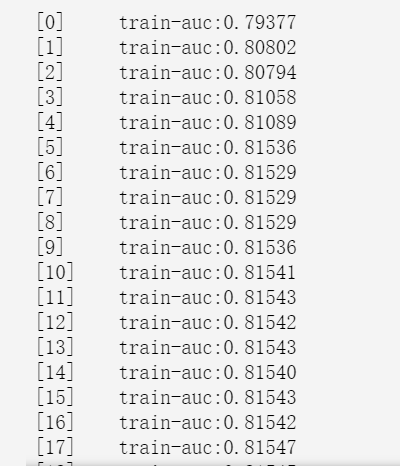 [0] train-auc:0.79377
[1] train-auc:0.80802
[2] train-auc:0.80794
[3] train-auc:0.81058
[4] train-auc:0.81089
[5] train-auc:0.81536
[6] train-auc:0.81529
[7] train-auc:0.81529
[8] train-auc:0.81529
[9] train-auc:0.81536
[10] train-auc:0.81541
[11] train-auc:0.81543
[12] train-auc:0.81542
[13] train-auc:0.81543
[14] train-auc:0.81540
[15] train-auc:0.81543
[16] train-auc:0.81542
[17] train-auc:0.81547